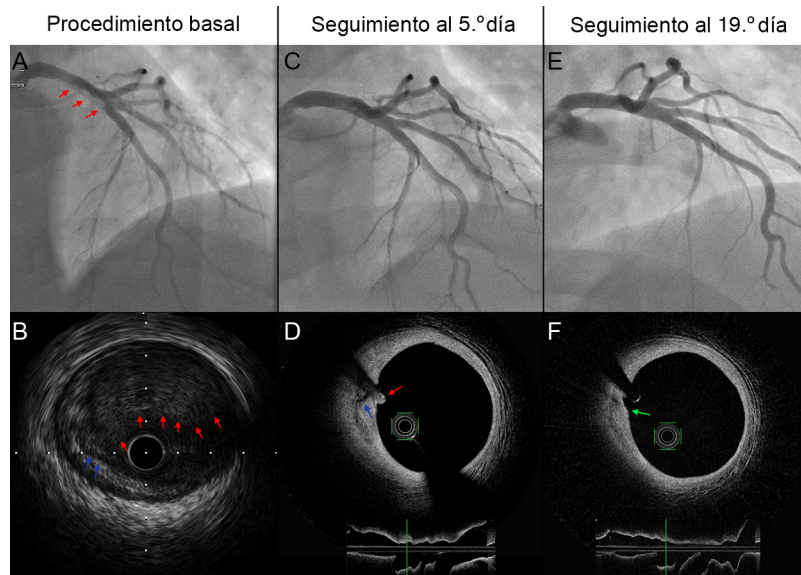 Procedimiento basal
Seguimiento al 5.º día
Seguimiento al 19.º día
A
C
E
B
D
F